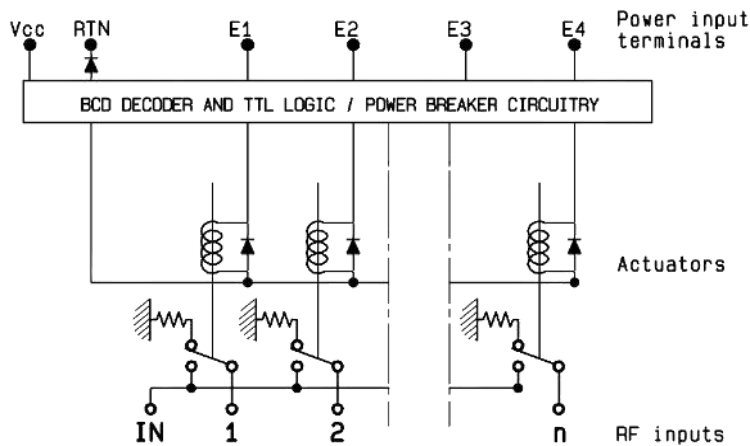 Vcc RTN E1 E2 E3 E4 Power input
terminals
BCD DECODER AND TTL LOGIC / POWER BREAKER CIRCUITRY
Actuators
IN 1 2 n RF inputs